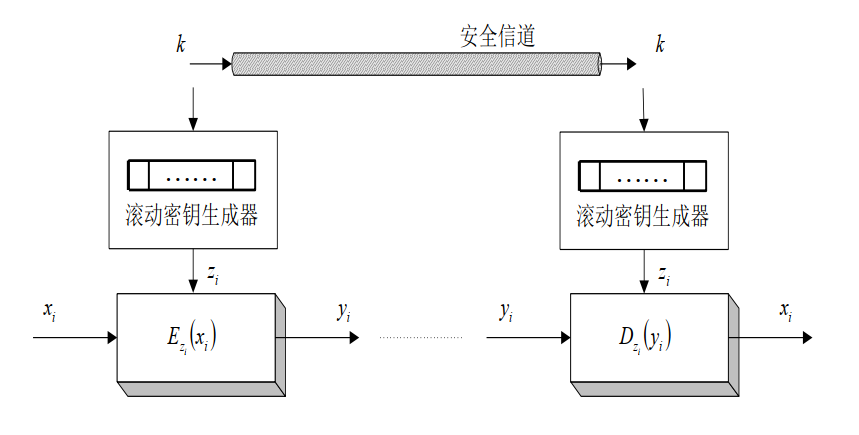 安全信道
k k
…… ……
滚动密钥生成器 滚动密钥生成器
z_i z_i
x_i y_i y_i x_i
E_{z_i}(x_i) D_{z_i}(y_i)